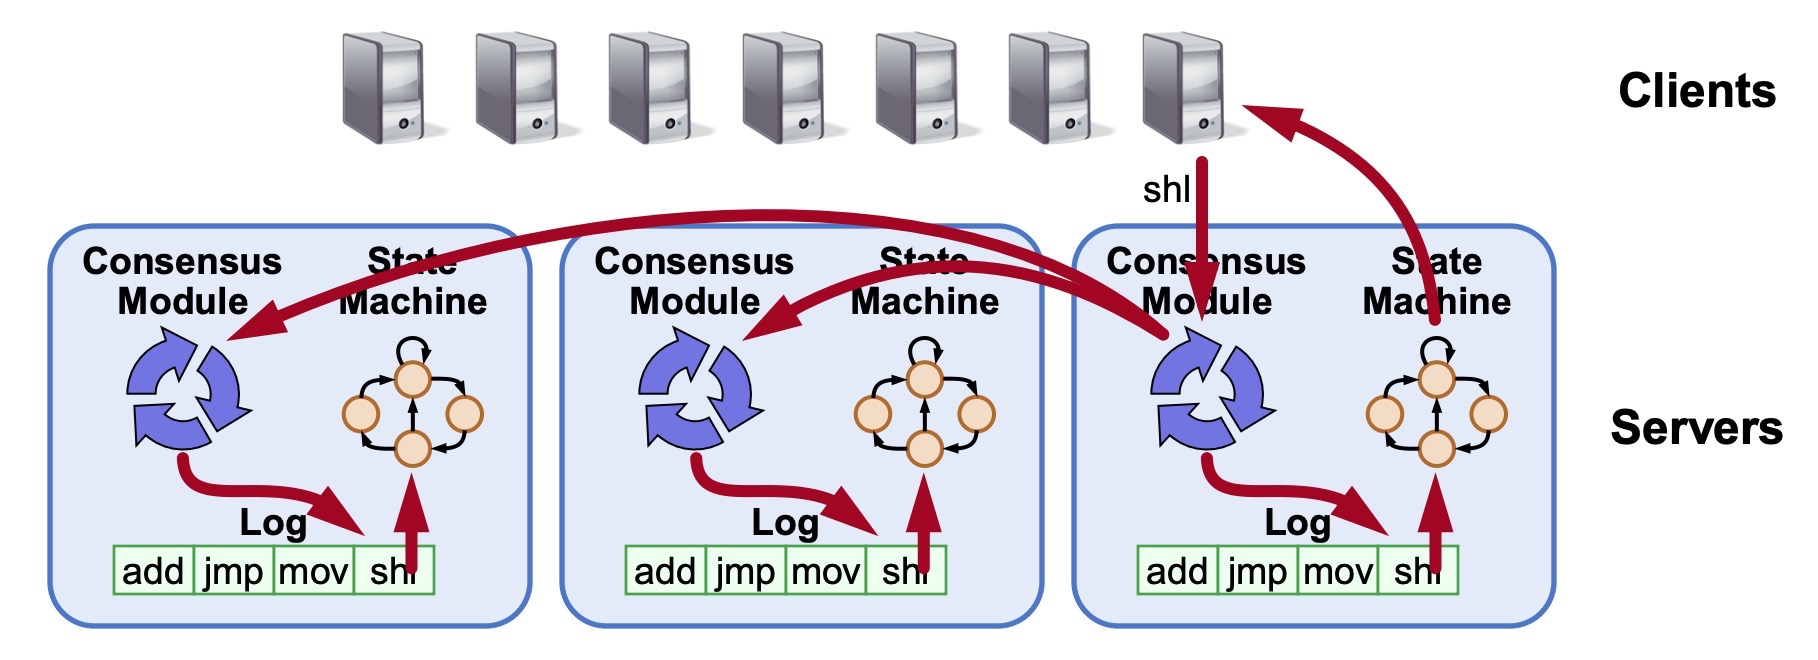 Clients
shl
Consensus
Module
State
Machine
Log
add jmp mov shl
Consensus
Module
State
Machine
Log
add jmp mov shl
Consensus
Module
State
Machine
Log
add jmp mov shl
Servers